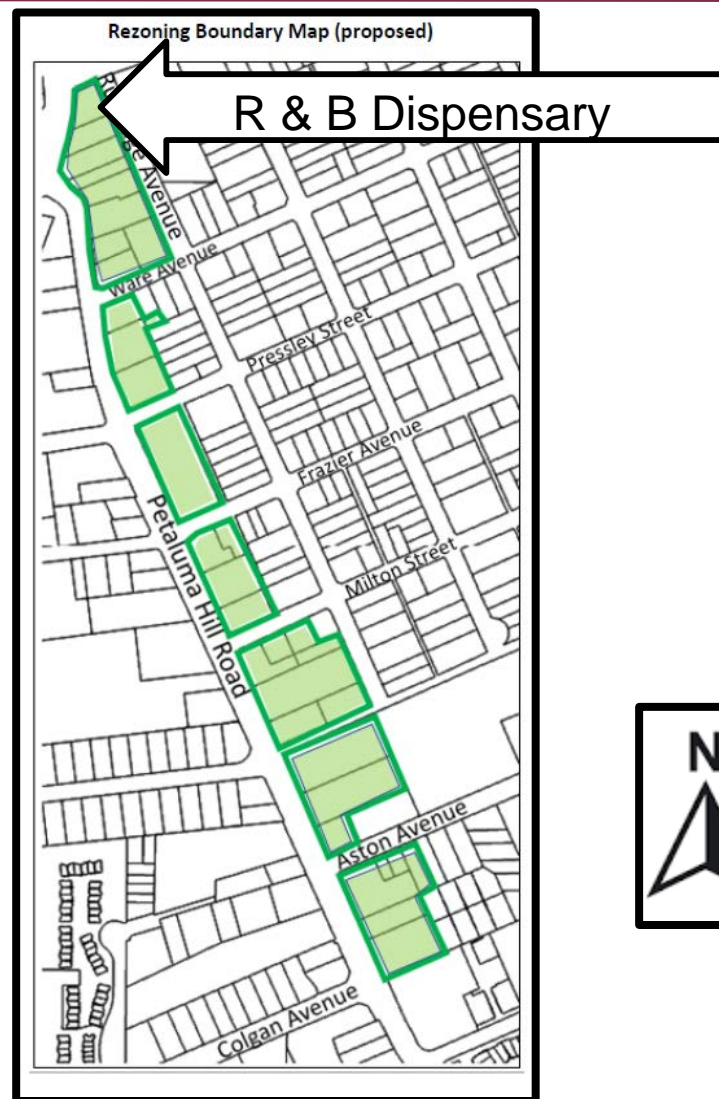 Rezoning Boundary Map (proposed)
R & B Dispensary
Avenue
Ware Avenue
Pressley Street
Frazier Avenue
Petaluma Hill Road
Milton Street
Aston Avenue
Colgan Avenue
N